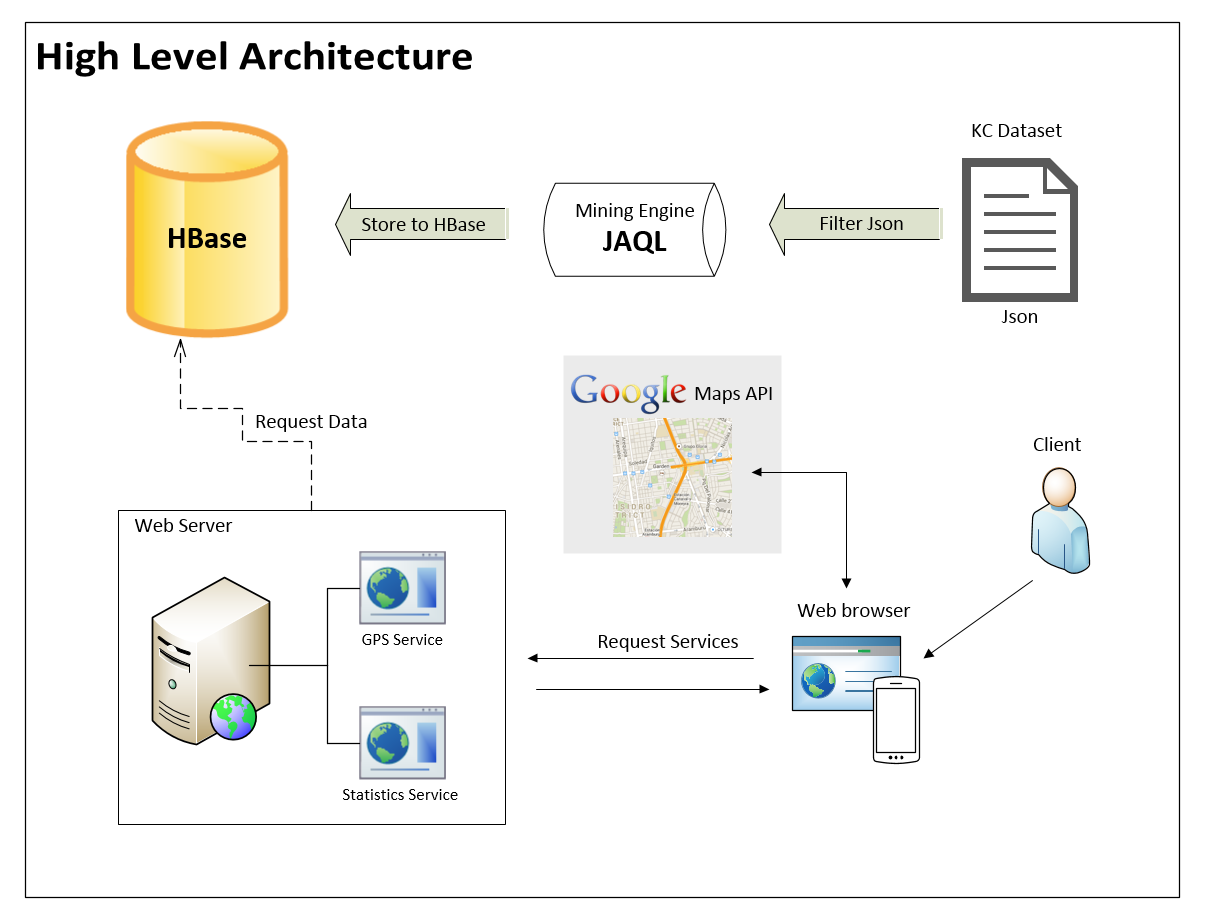 High Level Architecture
KC Dataset
HBase
Store to HBase
Mining Engine
JAQL
Filter Json
Json
Request Data
Google Maps API
Client
Web Server
GPS Service
Statistics Service
Request Services
Web browser